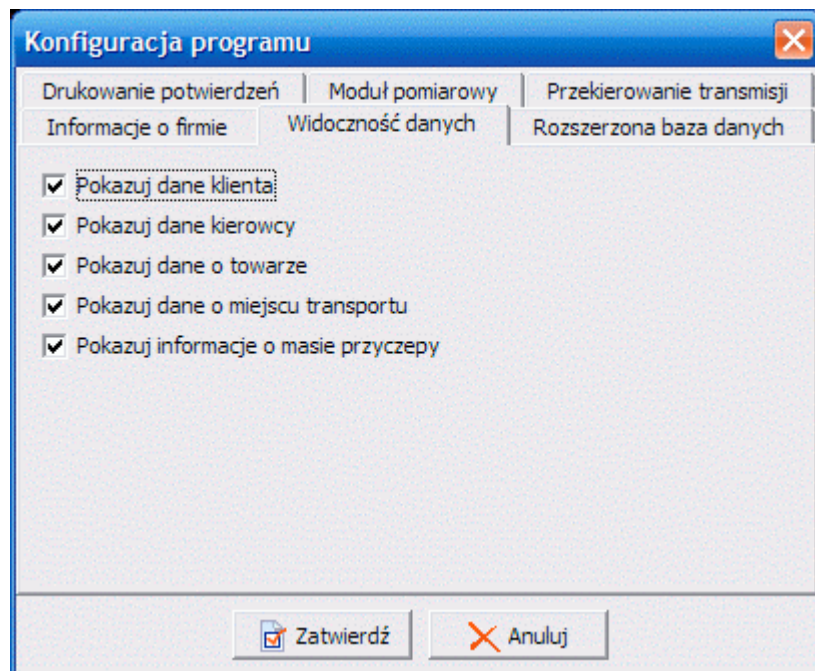 Konfiguracja programu
Drukowanie potwierdzeń Moduł pomiarowy Przekierowanie transmisji
Informacje o firmie Widoczność danych Rozszerzona baza danych
Pokazuj dane klienta
Pokazuj dane kierowcy
Pokazuj dane o towarze
Pokazuj dane o miejscu transportu
Pokazuj informacje o masie przyczepy
Zatwierdź Anuluj